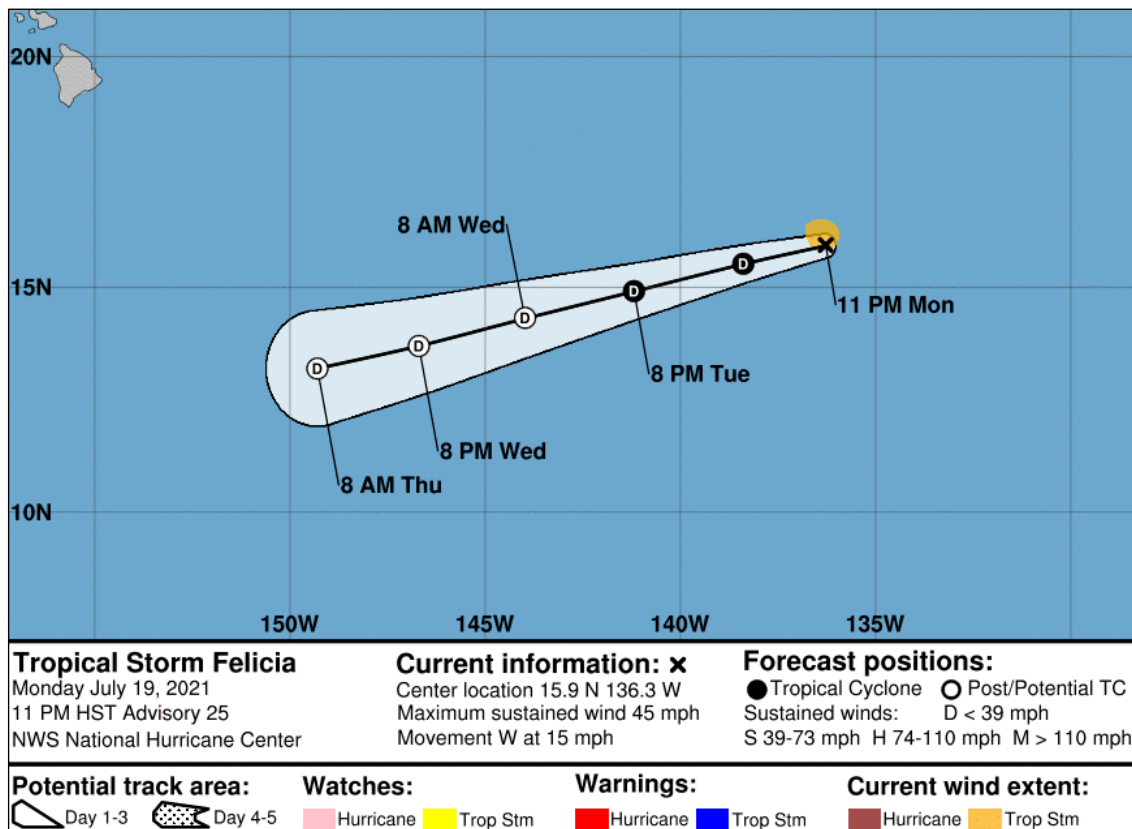 20N
8 AM Wed
15N
11 PM Mon
D
D
D
D
D
8 PM Tue
8 PM Wed
8 AM Thu
10N
150W 145W 140W 135W
Tropical Storm Felicia
Monday July 19, 2021
11 PM HST Advisory 25
NWS National Hurricane Center
Current information: ×
Center location 15.9 N 136.3 W
Maximum sustained wind 45 mph
Movement W at 15 mph
Forecast positions:
Tropical Cyclone Post/Potential TC
Sustained winds: D < 39 mph
S 39-73 mph H 74-110 mph M > 110 mph
Potential track area:
Day 1-3 Day 4-5
Watches:
Hurricane Trop Stm
Warnings:
Hurricane Trop Stm
Current wind extent:
Hurricane Trop Stm